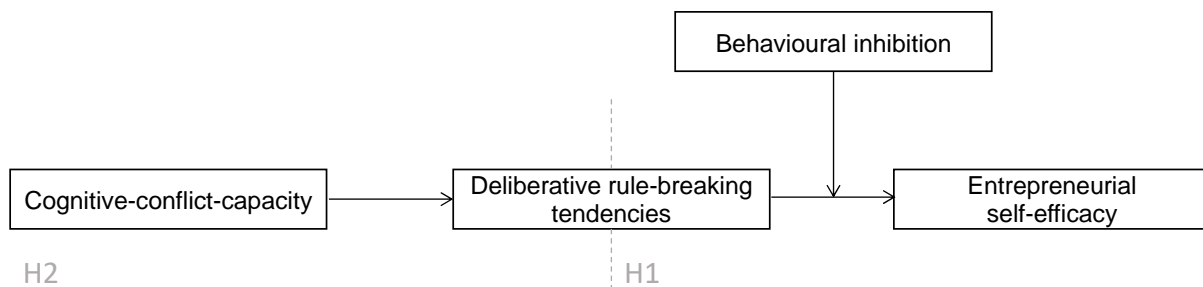 Behavioural inhibition
Cognitive-conflict-capacity
Deliberative rule-breaking
tendencies
Entrepreneurial
self-efficacy
H2
H1